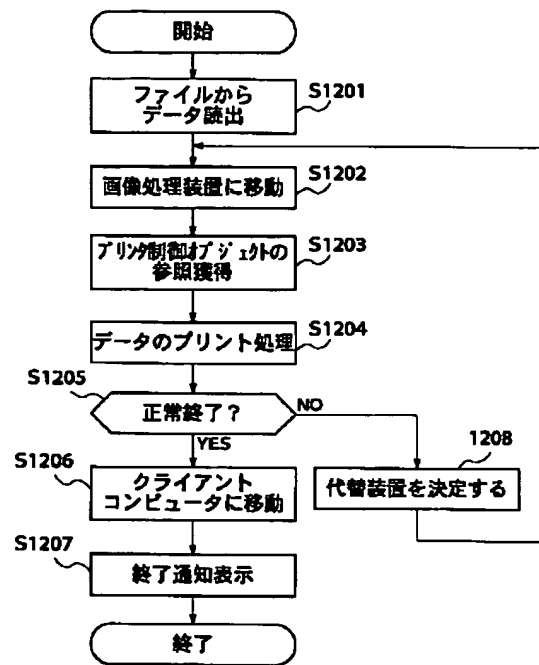 開始
S1201
ファイルから
データ読出
S1202
画像処理装置に移動
S1203
プリンタ制御オブジェクトの
参照獲得
S1204
データのプリント処理
S1205
正常終了?
NO
YES
1208
代替装置を決定する
S1206
クライアント
コンピュータに移動
S1207
終了通知表示
終了